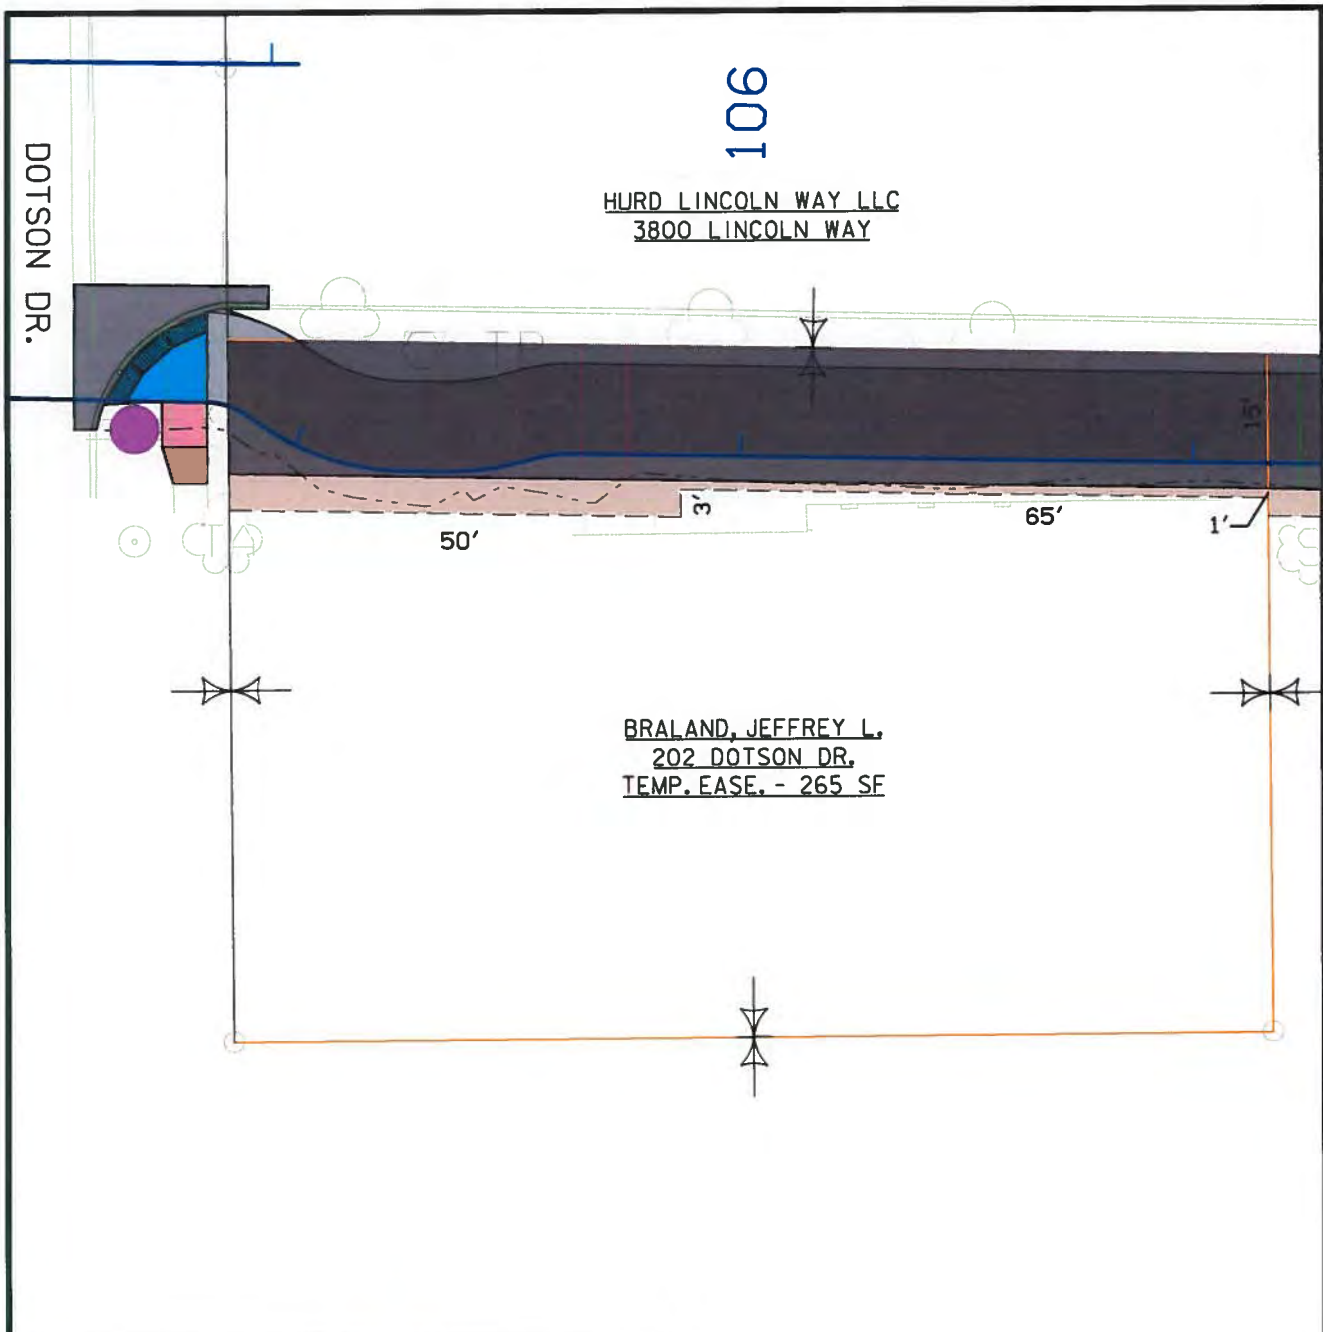 106
DOTSON DR.
HURD LINCOLN WAY LLC
3800 LINCOLN WAY
15'
50'
3'
65'
1'
BRALAND, JEFFREY L.
202 DOTSON DR.
TEMP. EASE. - 265 SF